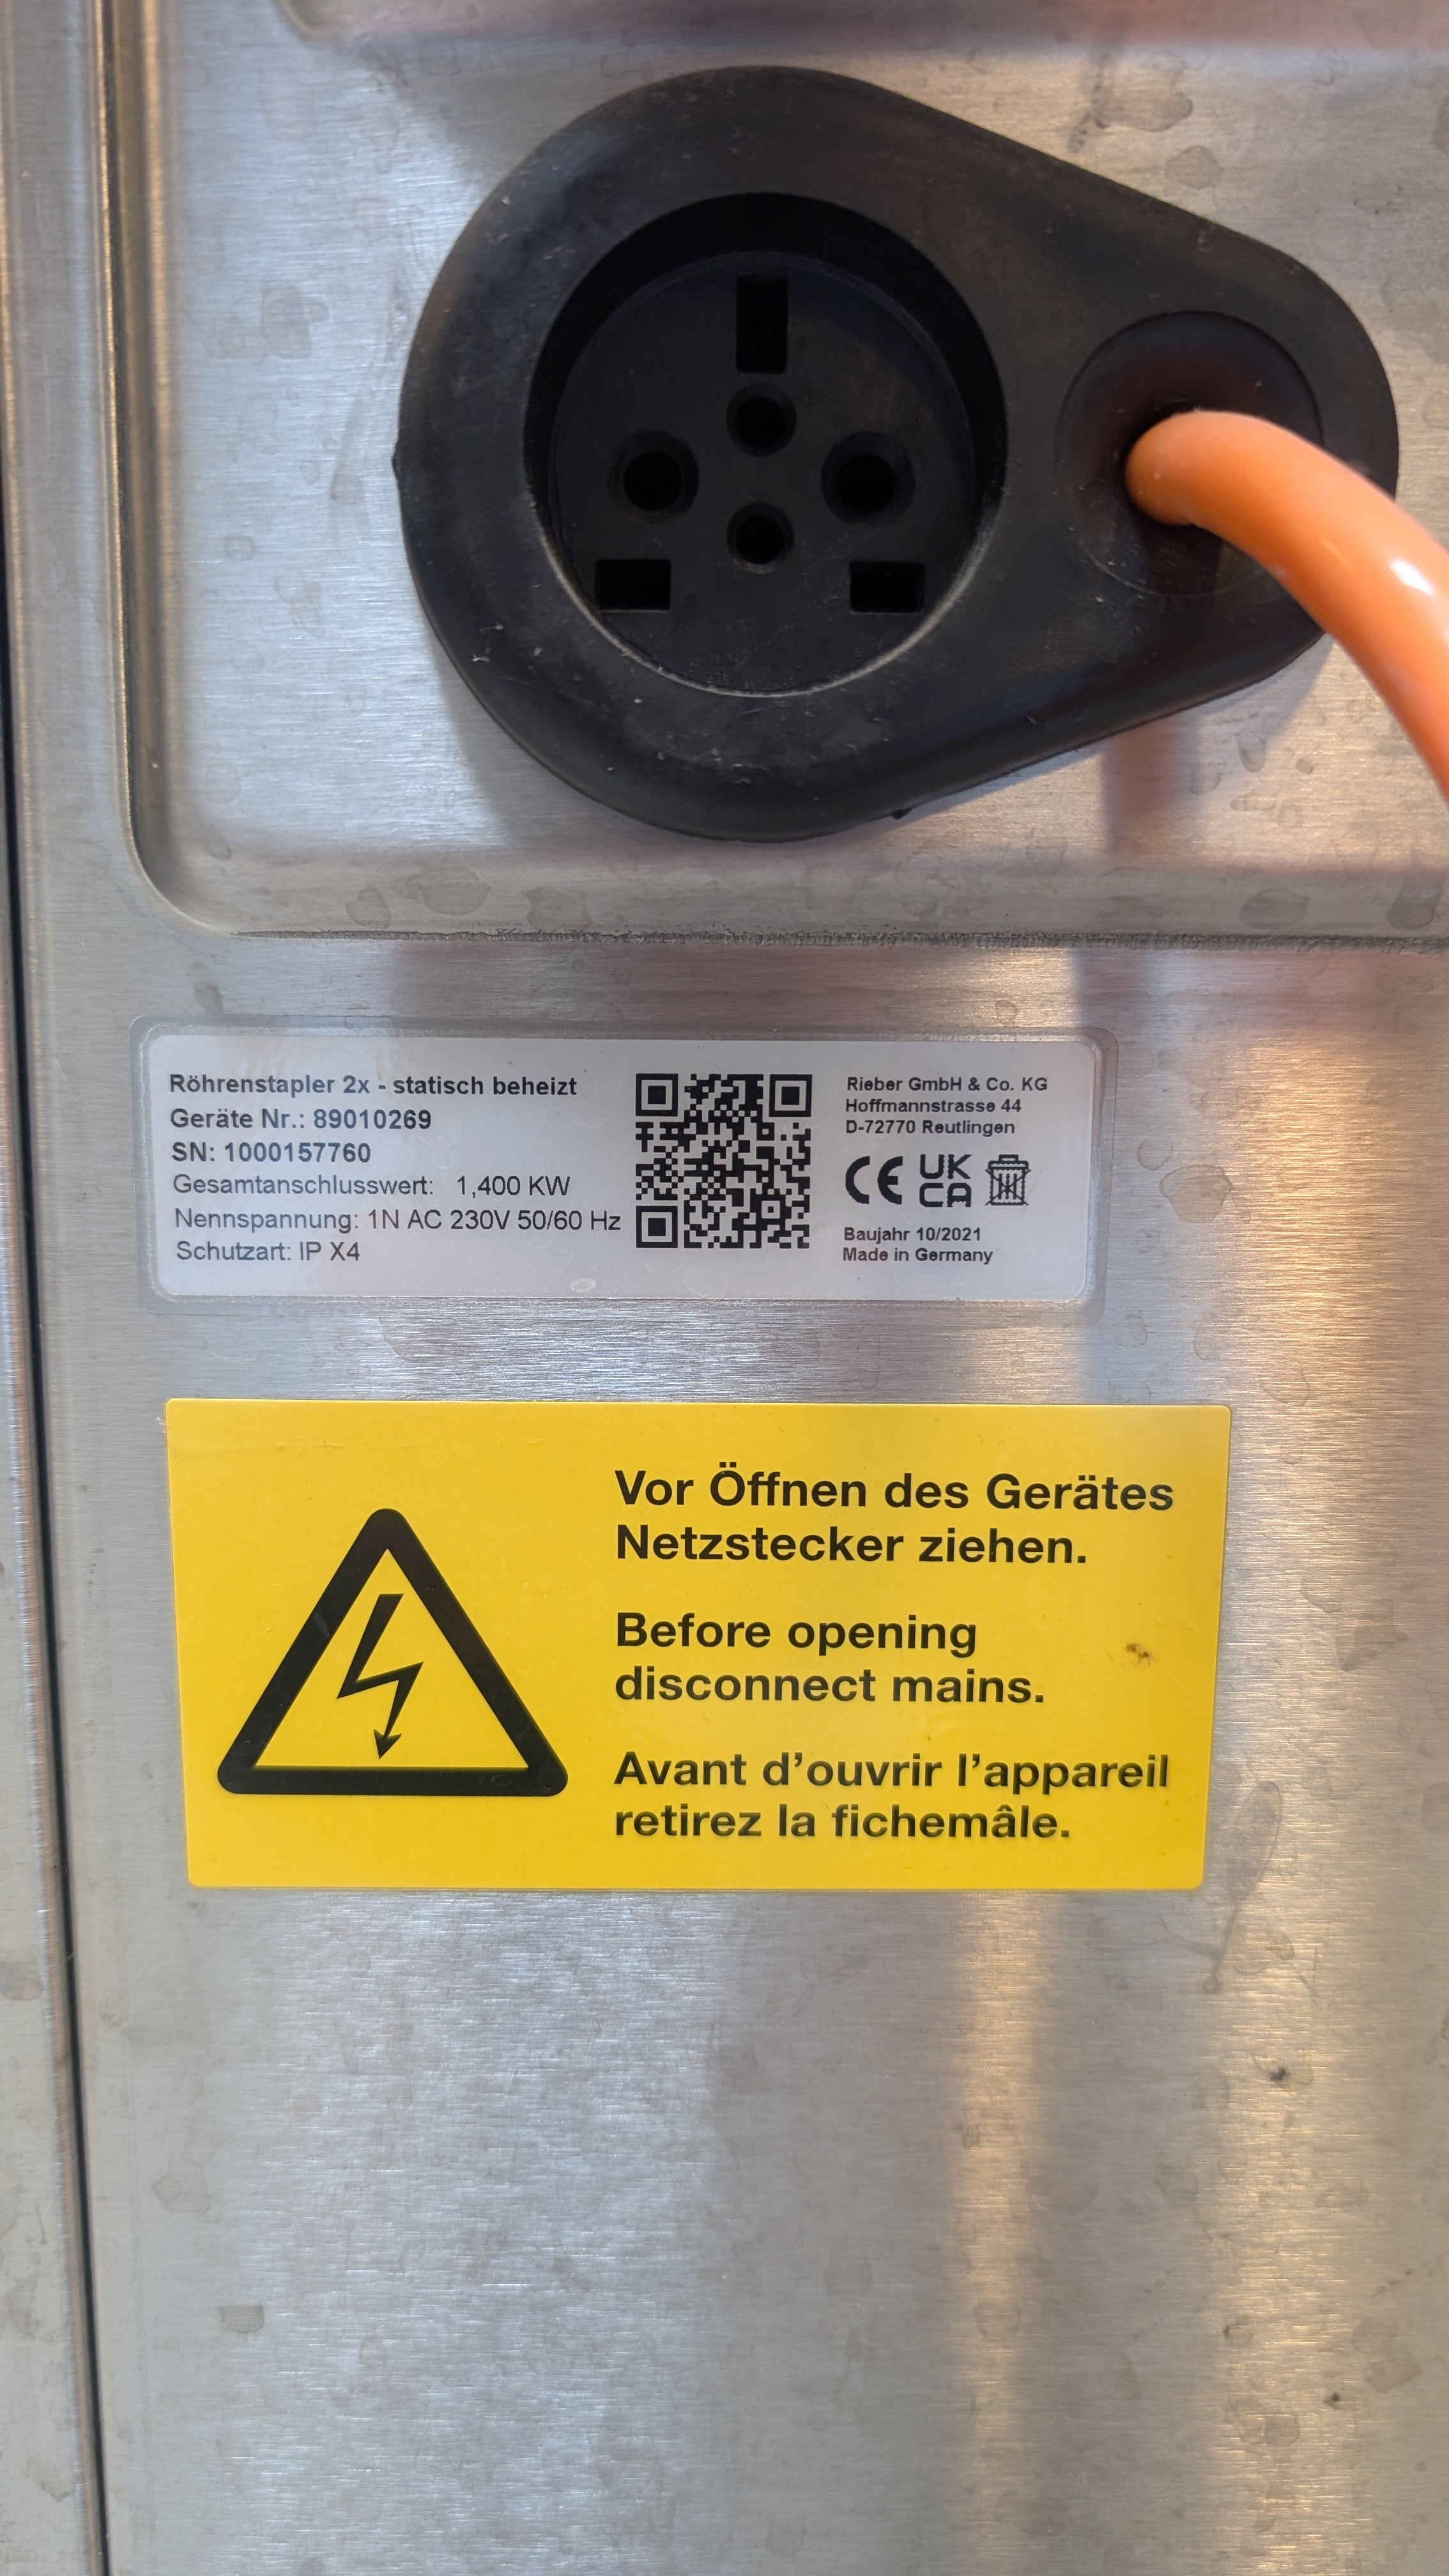 Röhrenstapler 2x - statisch beheizt
Geräte Nr.: 89010269
SN: 1000157760
Gesamtanschlusswert: 1,400 KW
Nennspannung: 1N AC 230V 50/60 Hz
Schutzart: IP X4
Rieber GmbH & Co. KG
Hoffmannstrasse 44
D-72770 Reutlingen
CE UK
CA
Baujahr 10/2021
Made in Germany
Vor Öffnen des Gerätes
Netzstecker ziehen.
Before opening
disconnect mains.
Avant d’ouvrir l’appareil
retirez la fichemâle.